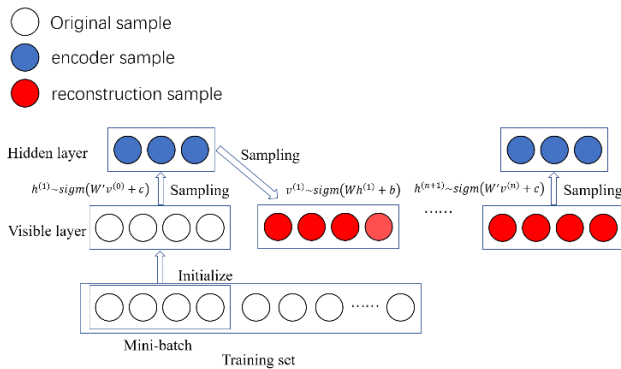 Original sample
encoder sample
reconstruction sample
Hidden layer
Sampling
h⁽¹⁾~sigm(W′v⁽⁰⁾ + c)
Sampling
v⁽¹⁾~sigm(Wh⁽¹⁾ + b)
h⁽ⁿ⁺¹⁾~sigm(W′v⁽ⁿ⁾ + c)
Sampling
Visible layer
······
Initialize
······
Mini-batch
Training set